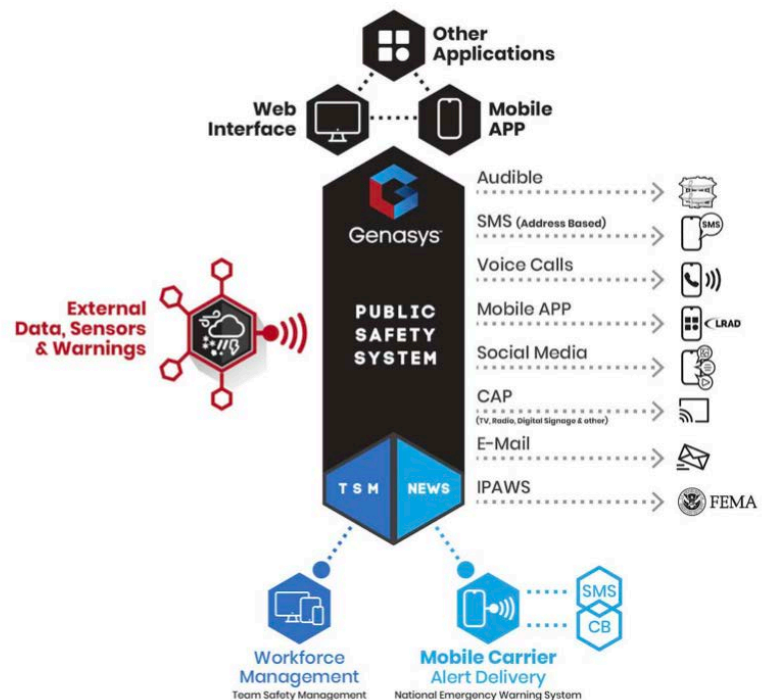 Other
Applications
Web
Interface
Mobile
APP
Genasys
PUBLIC
SAFETY
SYSTEM
TSM
NEWS
External
Data, Sensors
& Warnings
Audible
SMS (Address Based)
SMS
Voice Calls
Mobile APP
LRAD
Social Media
CAP
(TV, Radio, Digital Signage & other)
E-Mail
IPAWS
FEMA
Workforce
Management
Team Safety Management
Mobile Carrier
Alert Delivery
National Emergency Warning System
SMS
CB